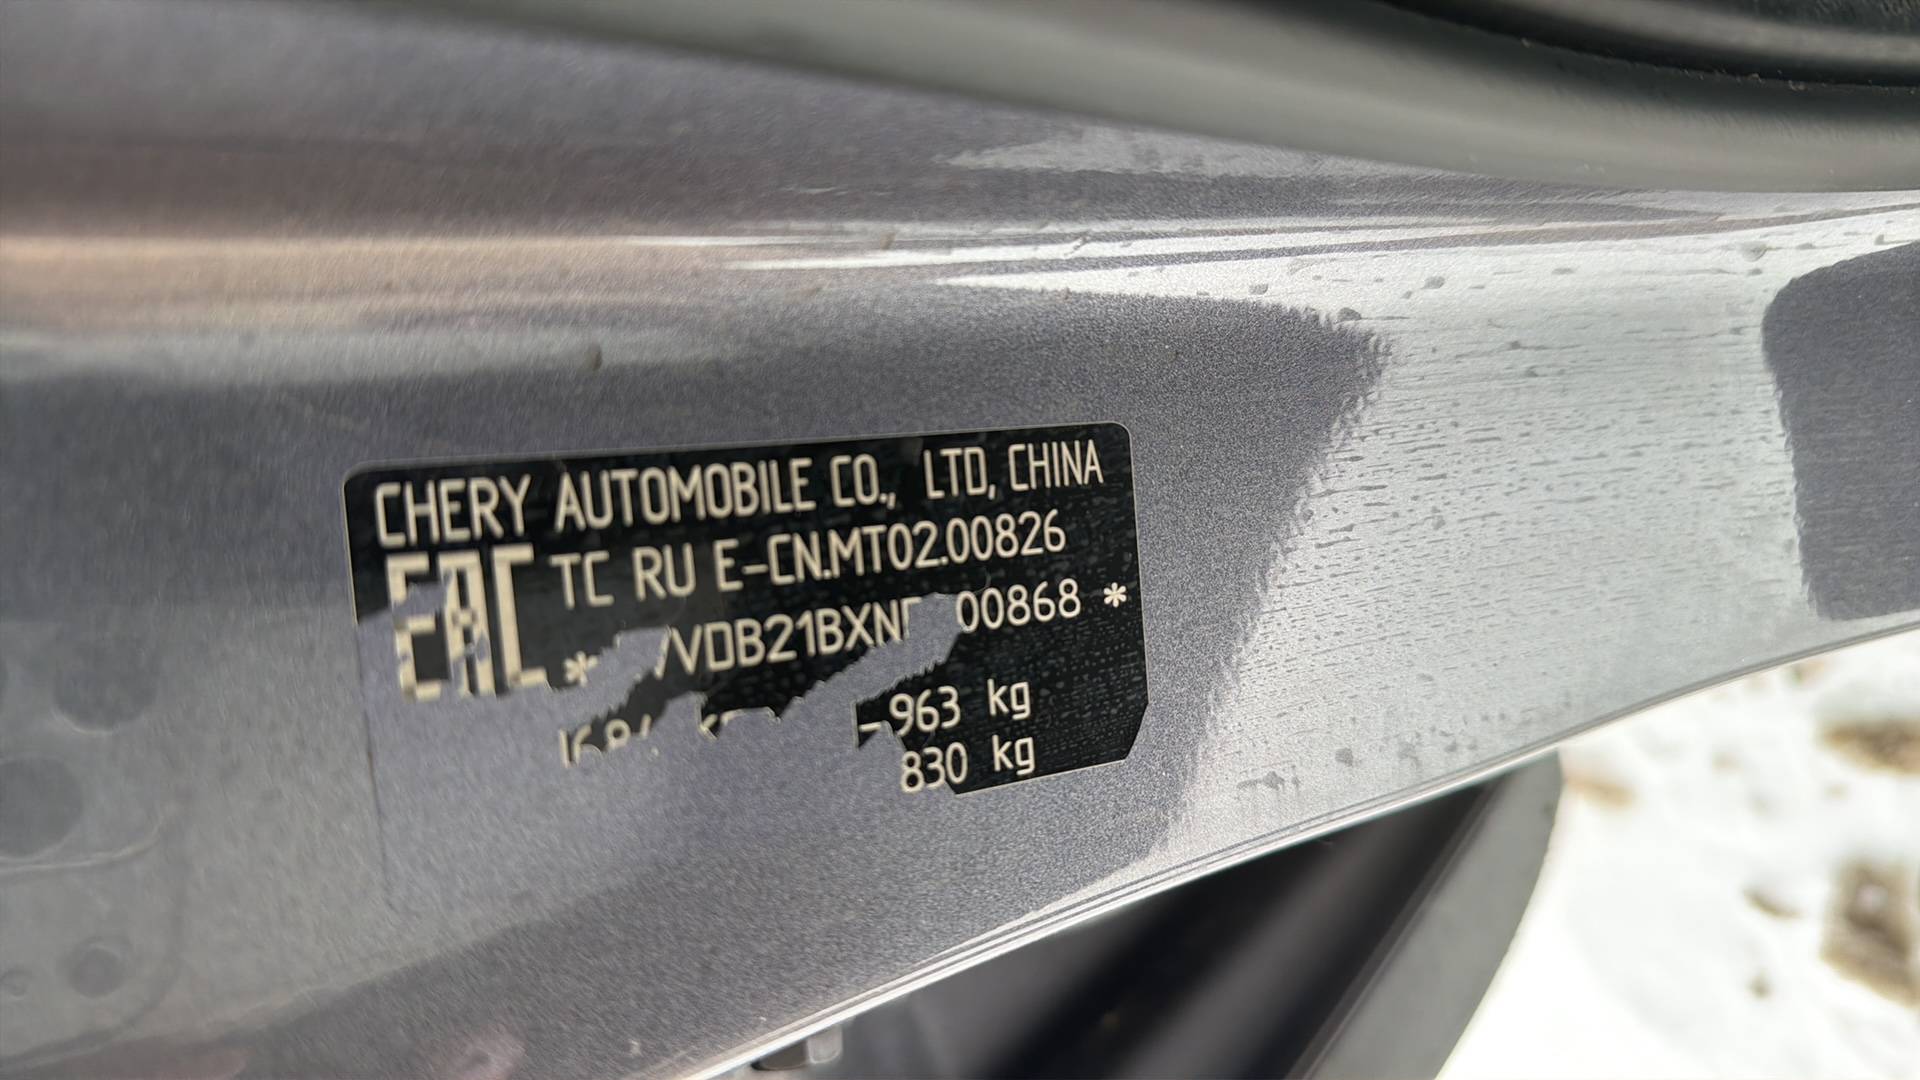 CHERY AUTOMOBILE CO., LTD, CHINA
EAC TC RU E-CN.MT02.00826
VDB21BXN 00868 *
-963 kg
830 kg